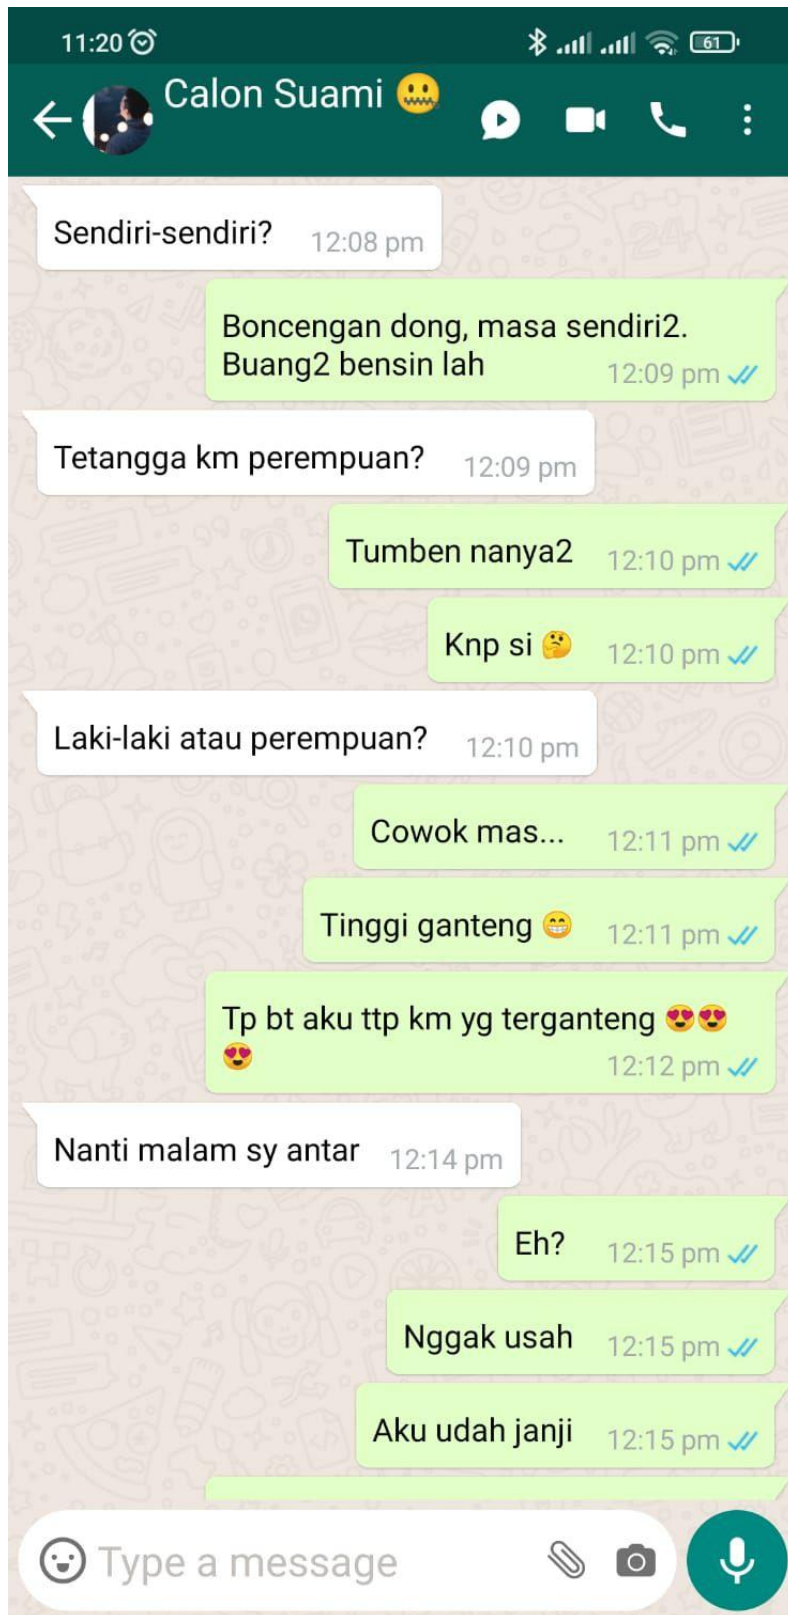 11:20
61
Calon Suami 🤐
Sendiri-sendiri?
12:08 pm
Boncengan dong, masa sendiri2.
Buang2 bensin lah
12:09 pm
Tetangga km perempuan?
12:09 pm
Tumben nanya2
12:10 pm
Knp si 🤔
12:10 pm
Laki-laki atau perempuan?
12:10 pm
Cowok mas...
12:11 pm
Tinggi ganteng 😁
12:11 pm
Tp bt aku ttp km yg terganteng 😍😍
😍
12:12 pm
Nanti malam sy antar
12:14 pm
Eh?
12:15 pm
Nggak usah
12:15 pm
Aku udah janji
12:15 pm
Type a message